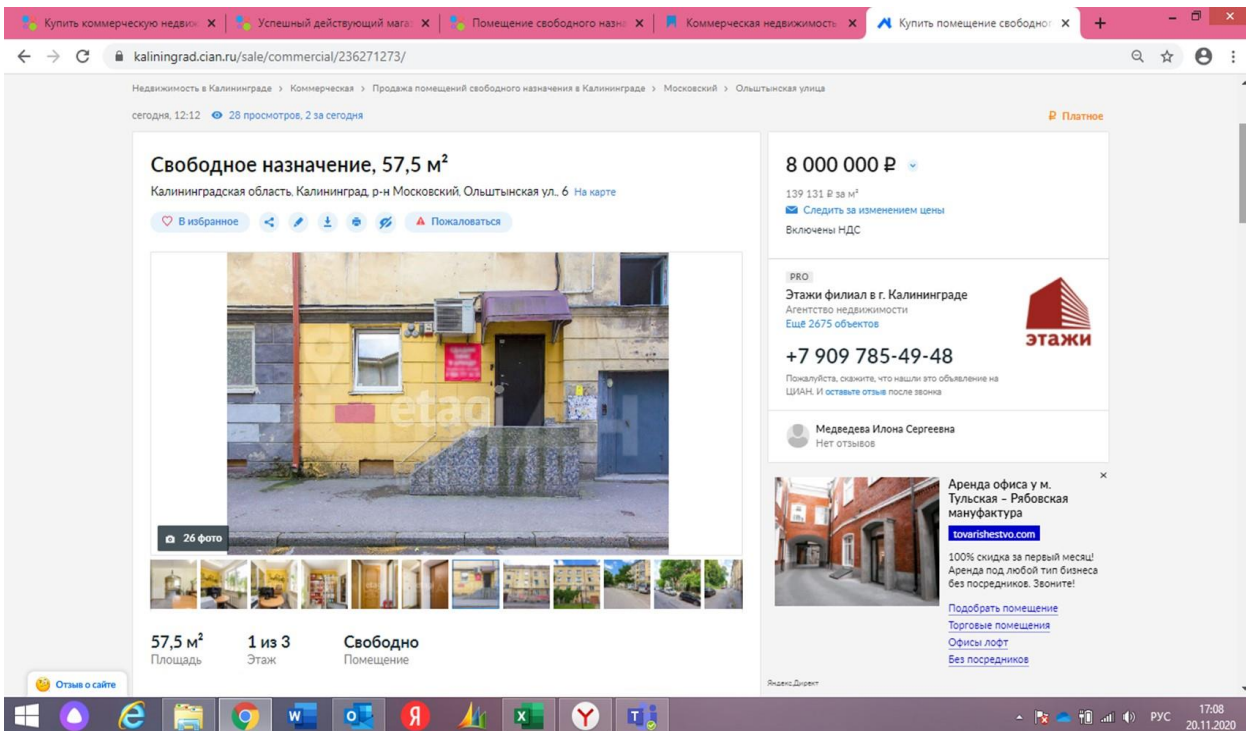 Купить коммерческую недвиж
Успешный действующий мага:
Помещение свободного назна
Коммерческая недвижимость
Купить помещение свободног
kaliningrad.cian.ru/sale/commercial/236271273/
Недвижимость в Калининграде > Коммерческая > Продажа помещений свободного назначения в Калининграде > Московский > Ольштынская улица
сегодня, 12:12 28 просмотров, 2 за сегодня
₽ Платное
Свободное назначение, 57,5 м²
Калининградская область, Калининград, р-н Московский, Ольштынская ул., 6 На карте
В избранное
Пожаловаться
etagi
26 фото
57,5 м² 1 из 3 Свободно
Площадь Этаж Помещение
8 000 000 ₽
139 131 ₽ за м²
Следить за изменением цены
Включены НДС
PRO
Этажи филиал в г. Калининграде
Агентство недвижимости
Еще 2675 объектов
этажи
+7 909 785-49-48
Пожалуйста, скажите, что нашли это объявление на
ЦИАН. И оставьте отзыв после звонка
Медведева Илона Сергеевна
Нет отзывов
Аренда офиса у м.
Тульская – Рябовская
мануфактура
tovarishestvo.com
100% скидка за первый месяц!
Аренда под любой тип бизнеса
без посредников. Звоните!
Подобрать помещение
Торговые помещения
Офисы лофт
Без посредников
Яндекс.Директ
Отзыв о сайте
РУС
17:08
20.11.2020